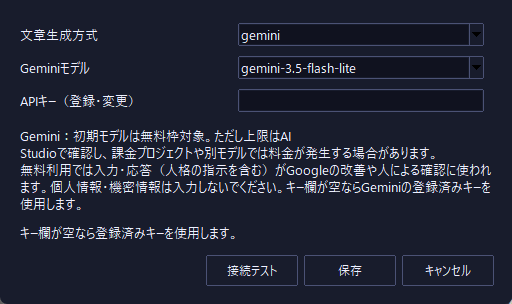 文章生成方式 gemini
Geminiモデル gemini-3.5-flash-lite
APIキー（登録・変更）
Gemini：初期モデルは無料枠対象。ただし上限はAI
Studioで確認し、課金プロジェクトや別モデルでは料金が発生する場合があります。
無料利用では入力・応答（人格の指示を含む）がGoogleの改善や人による確認に使われ
ます。個人情報・機密情報は入力しないでください。キー欄が空ならGeminiの登録済みキーを
使用します。
キー欄が空なら登録済みキーを使用します。
接続テスト 保存 キャンセル